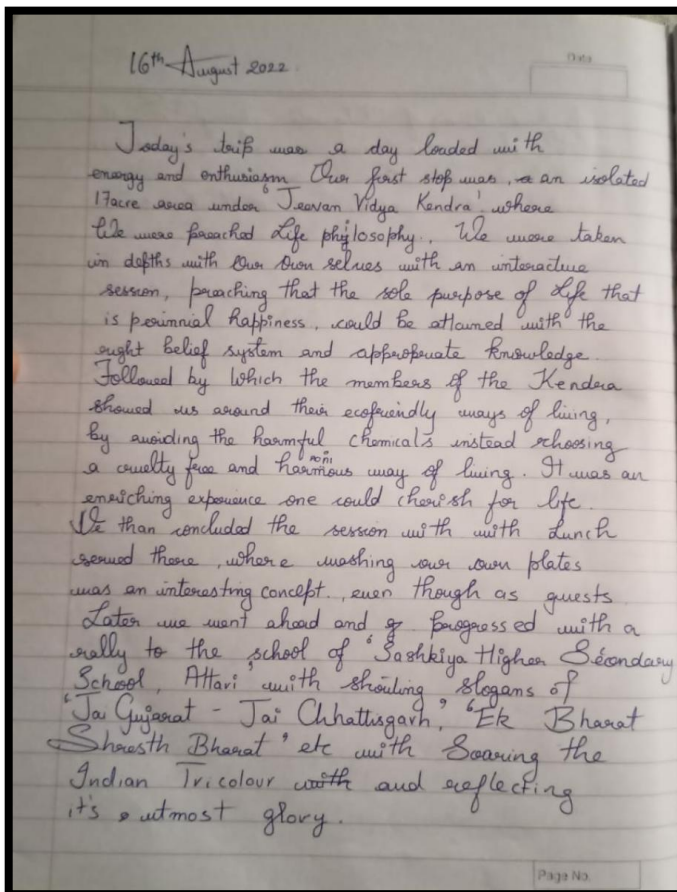 16th August 2022
Date
Today's trip was a day loaded with
energy and enthusiasm Our first stop was, an isolated
17acre area under 'Jeevan Vidya Kendra' where
We were preached Life philosophy. We were taken
in depths with Our Own selves with an interactive
session, preaching that the sole purpose of Life that
is perinnial happiness, could be attained with the
right belief system and appropriate knowledge.
Followed by which the members of the Kendra
showed us around their ecofriendly ways of living,
by avoiding the harmful chemicals instead choosing
a cruelty free and harmonious way of living. It was an
enriching experience one could cherish for life.
We than concluded the session with with Lunch
served there, where washing our own plates
was an interesting concept, even though as guests
Later we went ahead and progressed with a
rally to the school of 'Sashkiya Higher Secondary
School, Attari' with shouting slogans of
'Jai Gujarat - Jai Chhattisgarh,' 'Ek Bharat
Shresth Bharat' etc with Soaring the
Indian Tricolour and reflecting
it's utmost glory.
Page No.